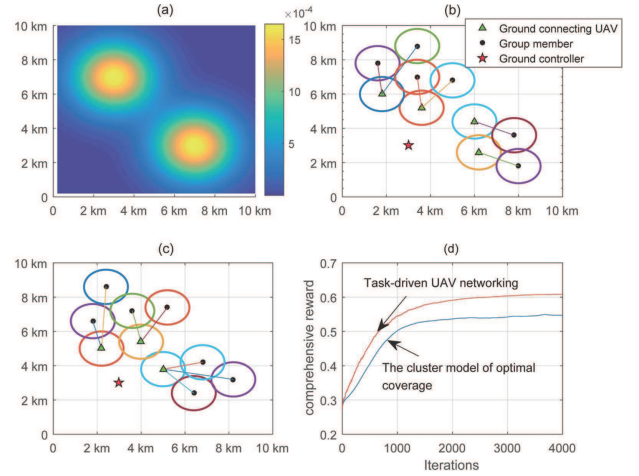 (a)
×10⁻⁴
10 km
8 km
6 km
4 km
2 km
0
0 2 km 4 km 6 km 8 km 10 km
15
10
5
(b)
10 km
8 km
6 km
4 km
2 km
0
0 2 km 4 km 6 km 8 km 10 km
Ground connecting UAV
Group member
Ground controller
(c)
10 km
8 km
6 km
4 km
2 km
0
0 2 km 4 km 6 km 8 km 10 km
(d)
comprehensive reward
0.7
0.6
0.5
0.4
0.3
0.2
0 1000 2000 3000 4000
Iterations
Task-driven UAV networking
The cluster model of optimal
coverage